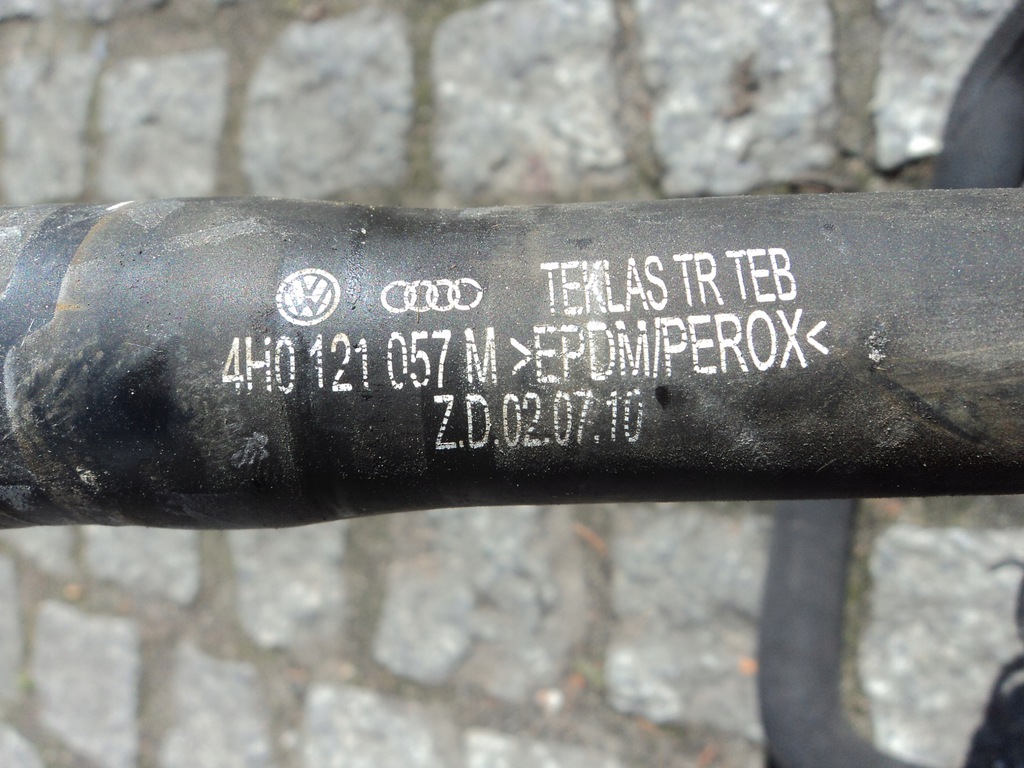 TEKLAS TR TEB
4H0 121 057 M >EPDM/PEROX<
Z.D.02.07.10